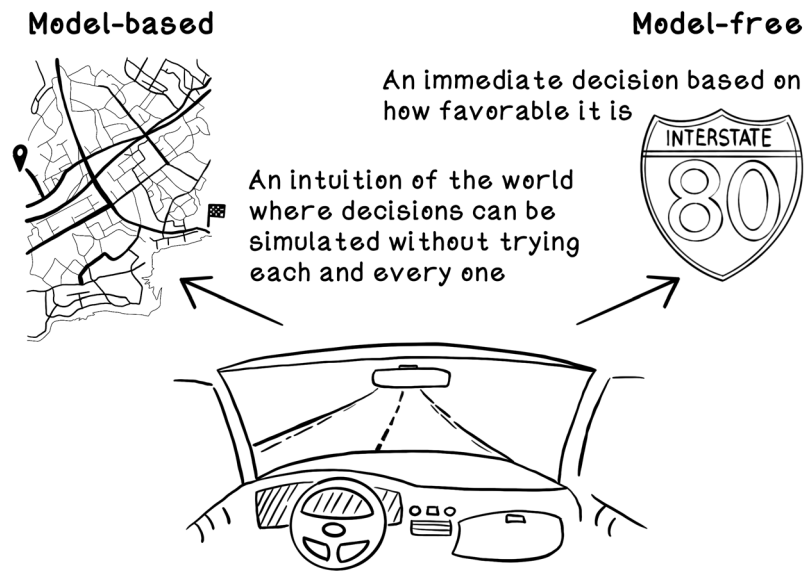 Model-based
Model-free
An immediate decision based on
how favorable it is
INTERSTATE
80
An intuition of the world
where decisions can be
simulated without trying
each and every one